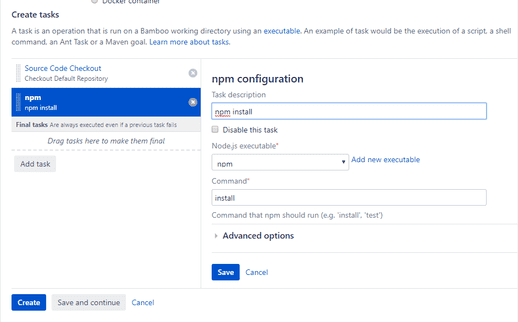 Docker container
Create tasks
A task is an operation that is run on a Bamboo working directory using an executable. An example of task would be the execution of a script, a shell
command, an Ant Task or a Maven goal. Learn more about tasks.
Source Code Checkout
Checkout Default Repository
npm
npm install
Final tasks Are always executed even if a previous task fails
Drag tasks here to make them final
Add task
npm configuration
Task description
npm install
Disable this task
Node.js executable*
npm
Add new executable
Command*
install
Command that npm should run (e.g. 'install', 'test')
Advanced options
Save Cancel
Create Save and continue Cancel